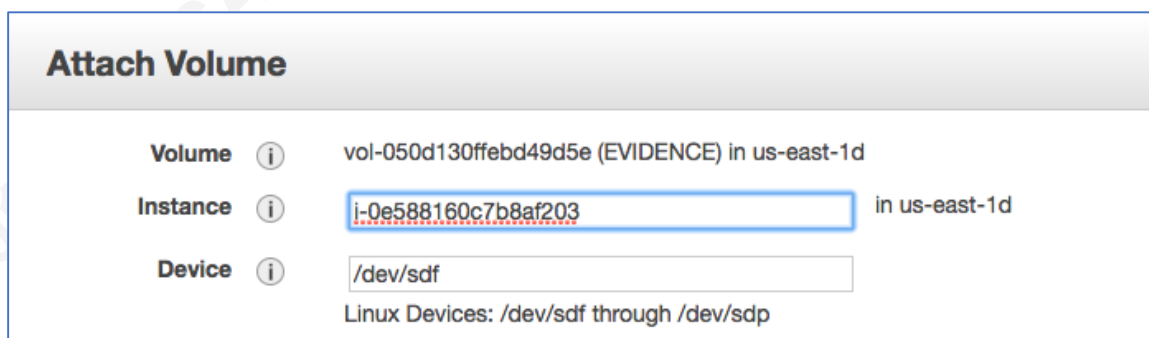 Attach Volume
Volume i vol-050d130ffebd49d5e (EVIDENCE) in us-east-1d
Instance i i-0e588160c7b8af203 in us-east-1d
Device i /dev/sdf
Linux Devices: /dev/sdf through /dev/sdp